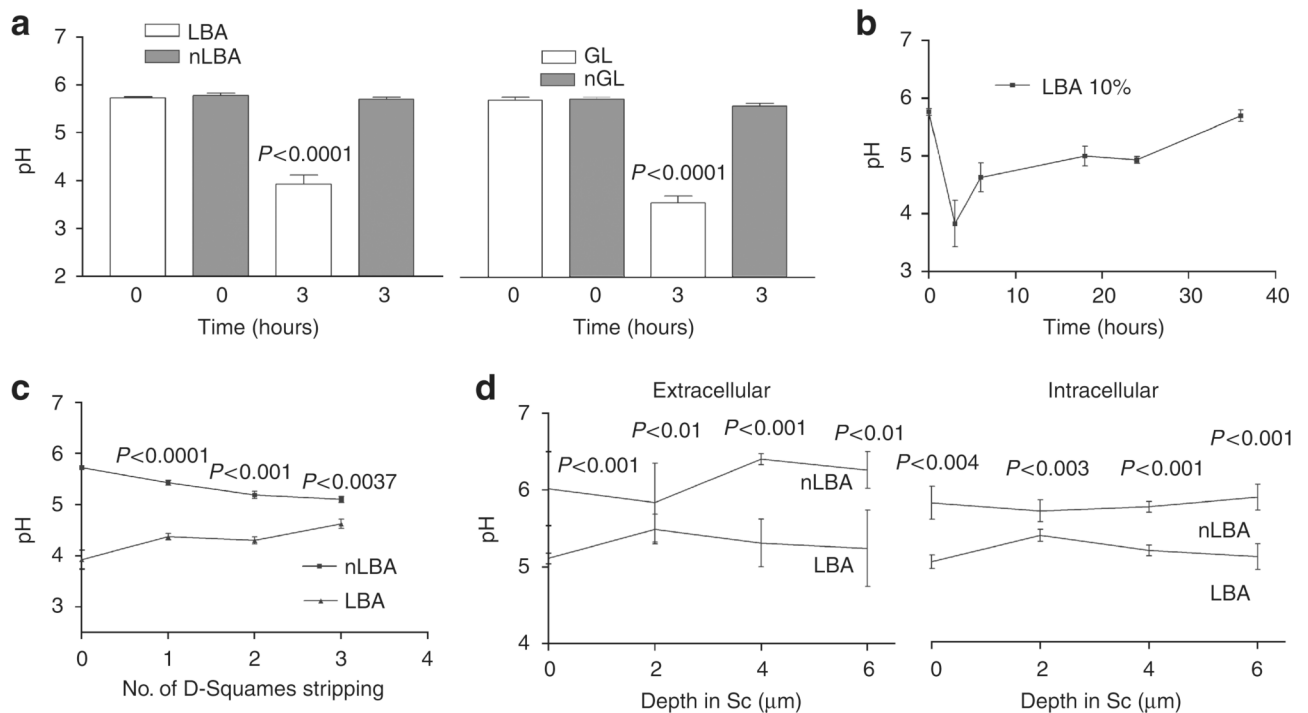 a
7
6
5
4
3
2
pH
LBA
nLBA
P<0.0001
0 0 3 3
Time (hours)
GL
nGL
P<0.0001
0 0 3 3
Time (hours)
b
7
6
5
4
3
pH
LBA 10%
0 10 20 30 40
Time (hours)
c
7
6
5
4
3
pH
P<0.0001
P<0.001
P<0.0037
nLBA
LBA
0 1 2 3 4
No. of D-Squames stripping
d
Extracellular
7
6
5
4
pH
P<0.001
P<0.01
P<0.001
P<0.01
nLBA
LBA
0 2 4 6
Depth in Sc (μm)
Intracellular
P<0.004
P<0.003
P<0.001
P<0.001
nLBA
LBA
0 2 4 6
Depth in Sc (μm)